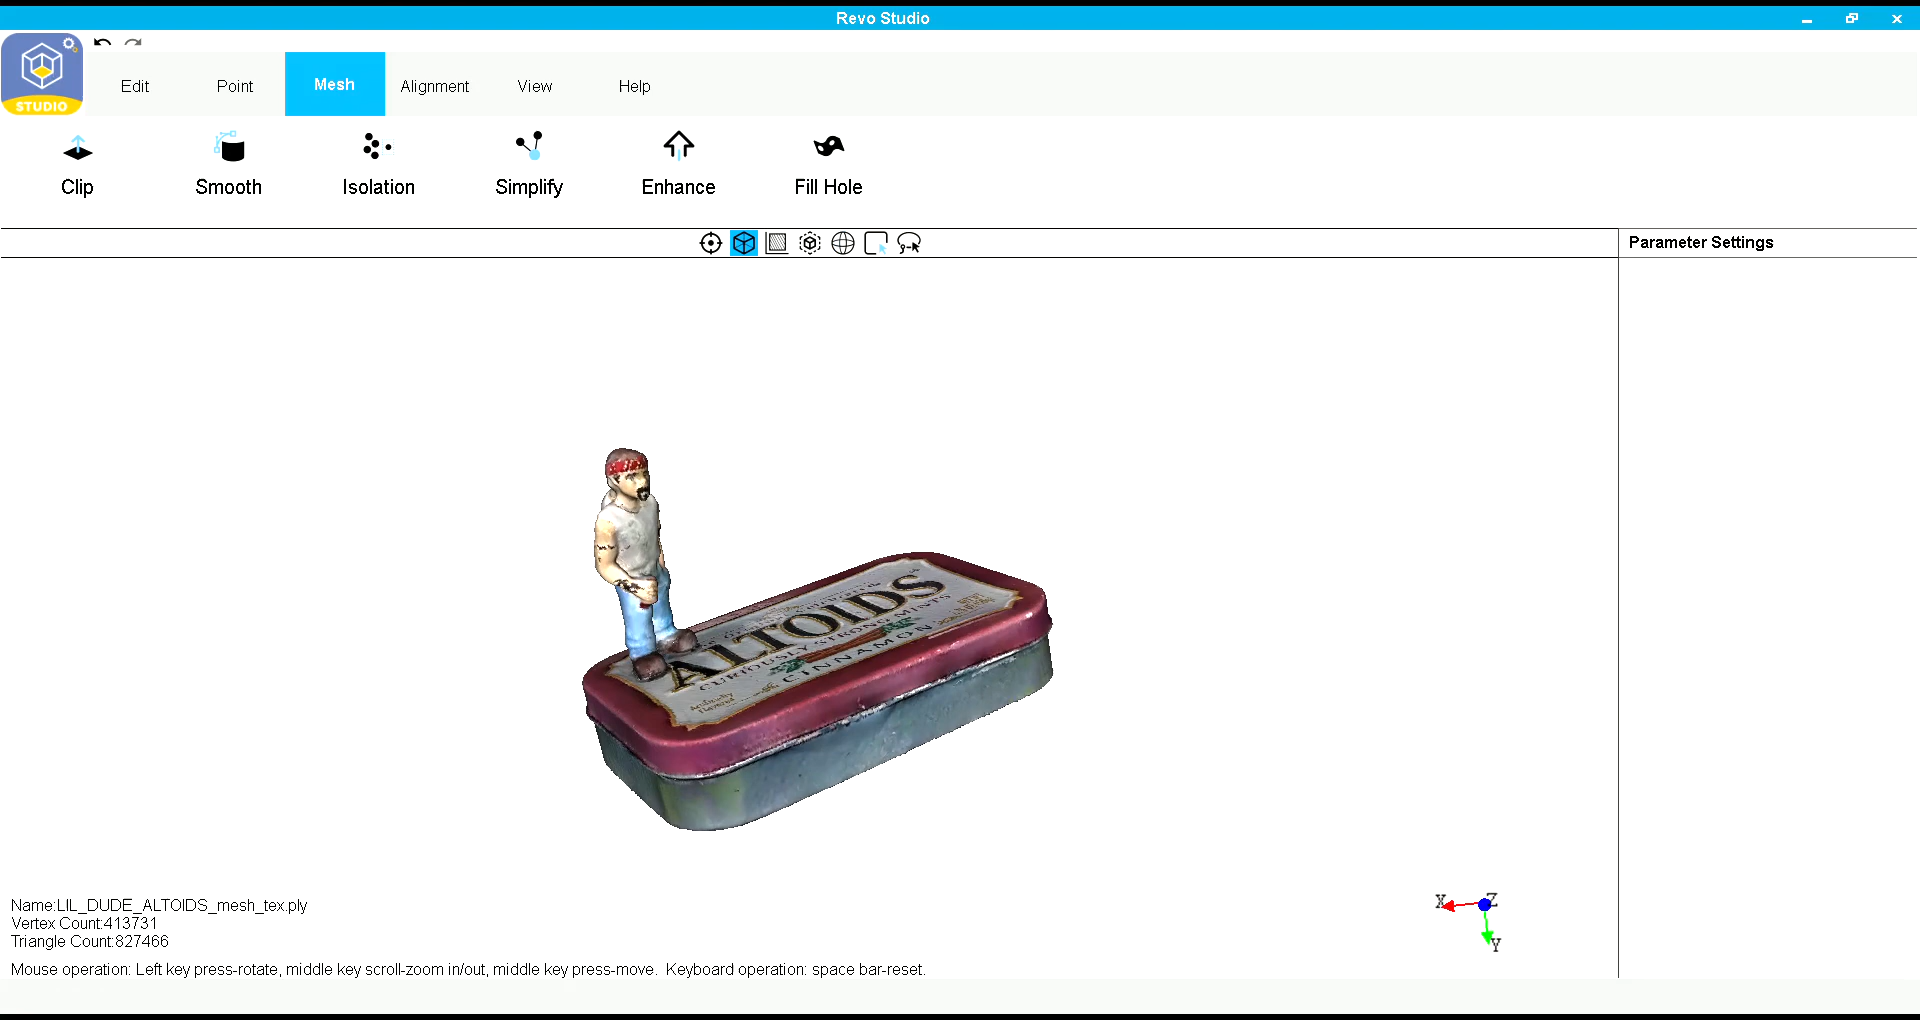 Revo Studio
STUDIO
Edit Point Mesh Alignment View Help
Clip Smooth Isolation Simplify Enhance Fill Hole
Parameter Settings
ALTOIDS
CURIOUSLY STRONG MINTS
CINNAMON
Artificially
Flavored
Name:LIL_DUDE_ALTOIDS_mesh_tex.ply
Vertex Count:413731
Triangle Count:827466
X Z
Y
Mouse operation: Left key press-rotate, middle key scroll-zoom in/out, middle key press-move. Keyboard operation: space bar-reset.